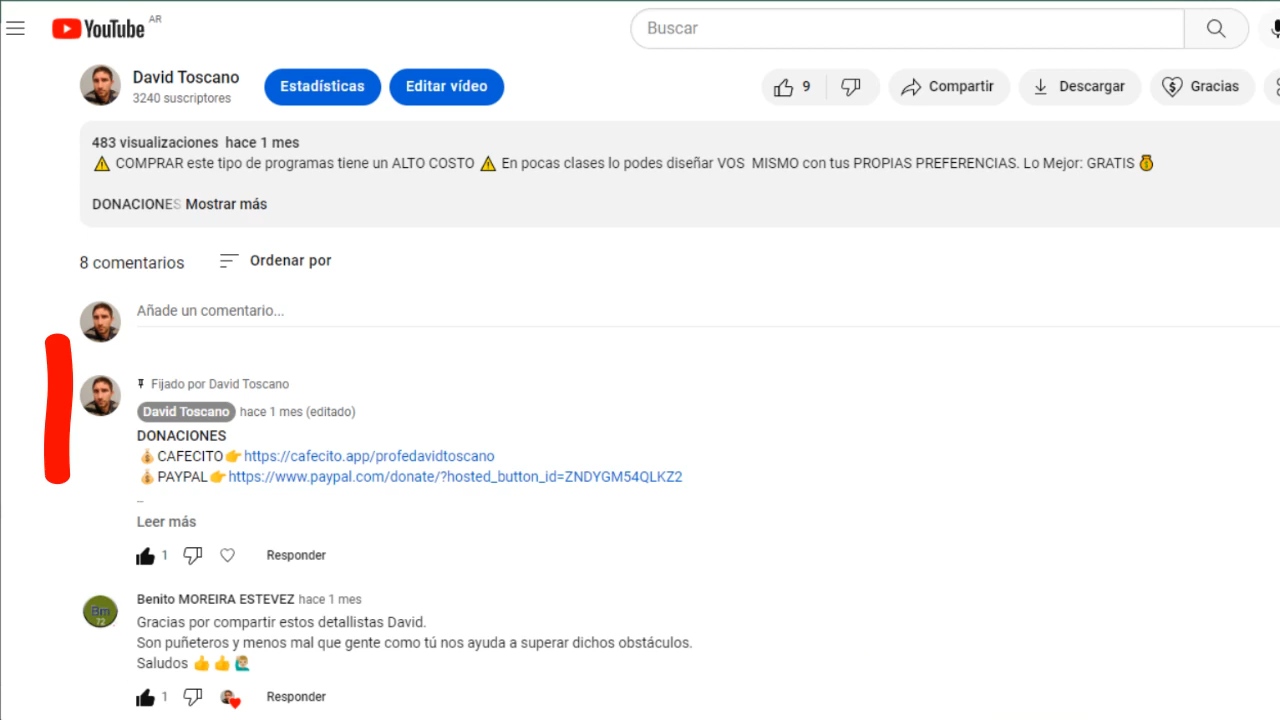 YouTube AR
Buscar
David Toscano
3240 suscriptores
Estadísticas
Editar vídeo
9
Compartir
Descargar
Gracias
483 visualizaciones hace 1 mes
⚠️ COMPRAR este tipo de programas tiene un ALTO COSTO ⚠️ En pocas clases lo podes diseñar VOS MISMO con tus PROPIAS PREFERENCIAS. Lo Mejor: GRATIS 💰
DONACIONES Mostrar más
8 comentarios
Ordenar por
Añade un comentario...
Fijado por David Toscano
David Toscano hace 1 mes (editado)
DONACIONES
💰CAFECITO👉https://cafecito.app/profedavidtoscano
💰PAYPAL👉https://www.paypal.com/donate/?hosted_button_id=ZNDYGM54QLKZ2
_
Leer más
1
Responder
Bm
72
Benito MOREIRA ESTEVEZ hace 1 mes
Gracias por compartir estos detallistas David.
Son puñeteros y menos mal que gente como tú nos ayuda a superar dichos obstáculos.
Saludos 👍👍🙋🏼‍♂️
1
Responder